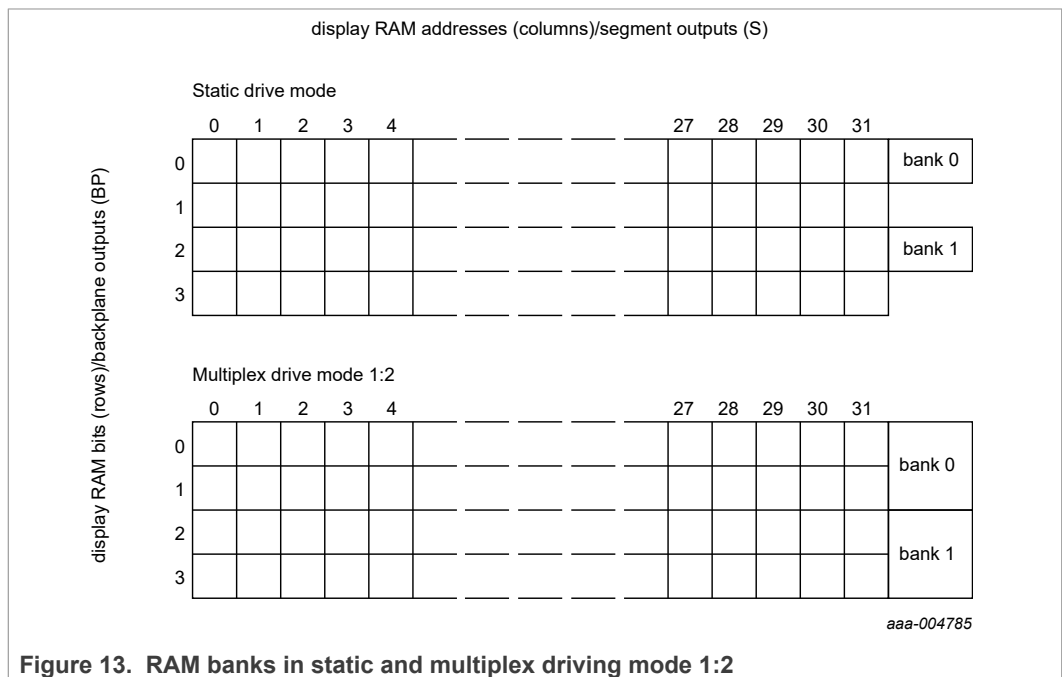 display RAM addresses (columns)/segment outputs (S)
display RAM bits (rows)/backplane outputs (BP)
Static drive mode
0 1 2 3 4 27 28 29 30 31
0 bank 0
1
2 bank 1
3
Multiplex drive mode 1:2
0 1 2 3 4 27 28 29 30 31
0
bank 0
1
2
bank 1
3
aaa-004785
Figure 13. RAM banks in static and multiplex driving mode 1:2